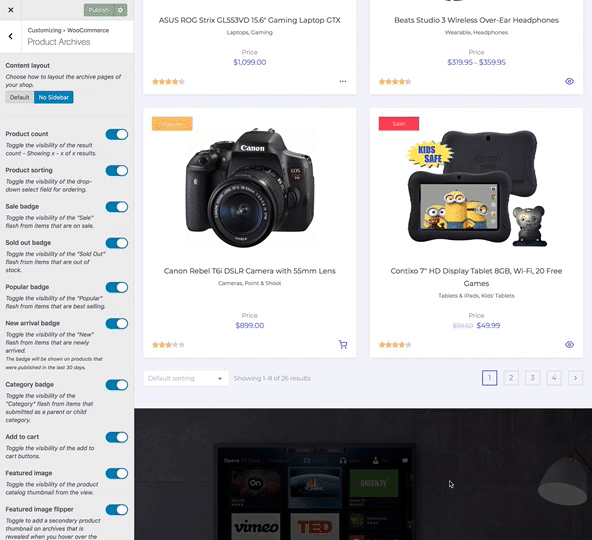 Publish
Customizing ▸ WooCommerce
Product Archives
Content layout
Choose how to layout the archive pages of
your shop.
Default
No Sidebar
Product count
Toggle the visibility of the result
count - Showing x - x of x results.
Product sorting
Toggle the visibility of the drop-
down select field for ordering.
Sale badge
Toggle the visibility of the "Sale"
flash from items that are on sale.
Sold out badge
Toggle the visibility of the "Sold Out"
flash from items that are out of
stock.
Popular badge
Toggle the visibility of the "Popular"
flash from items that are best selling.
New arrival badge
Toggle the visibility of the "New"
flash from items that are newly
arrived.
The badge will be shown on products that
were published in the last 30 days.
Category badge
Toggle the visibility of the
"Category" flash from items that
submitted as a parent or child
category.
Add to cart
Toggle the visibility of the add to
cart buttons.
Featured image
Toggle the visibility of the product
catalog thumbnail from the view.
Featured image flipper
Toggle to add a secondary product
thumbnail on archives that is
revealed when you hover over the
ASUS ROG Strix GL553VD 15.6" Gaming Laptop GTX
Laptops, Gaming
Price
$1,099.00
Beats Studio 3 Wireless Over-Ear Headphones
Wearable, Headphones
Price
$319.95 – $359.95
Popular
Canon
EOS
Canon Rebel T6i DSLR Camera with 55mm Lens
Cameras, Point & Shoot
Price
$899.00
Sale!
KIDS
SAFE
Contixo 7" HD Display Tablet 8GB, Wi-Fi, 20 Free
Games
Tablets & iPads, Kids' Tablets
Price
$59.50 $49.99
Default sorting
Showing 1–8 of 26 results
1 2 3 4
Opera TV Store
On
CNBC
GREENTV
vimeo
TED